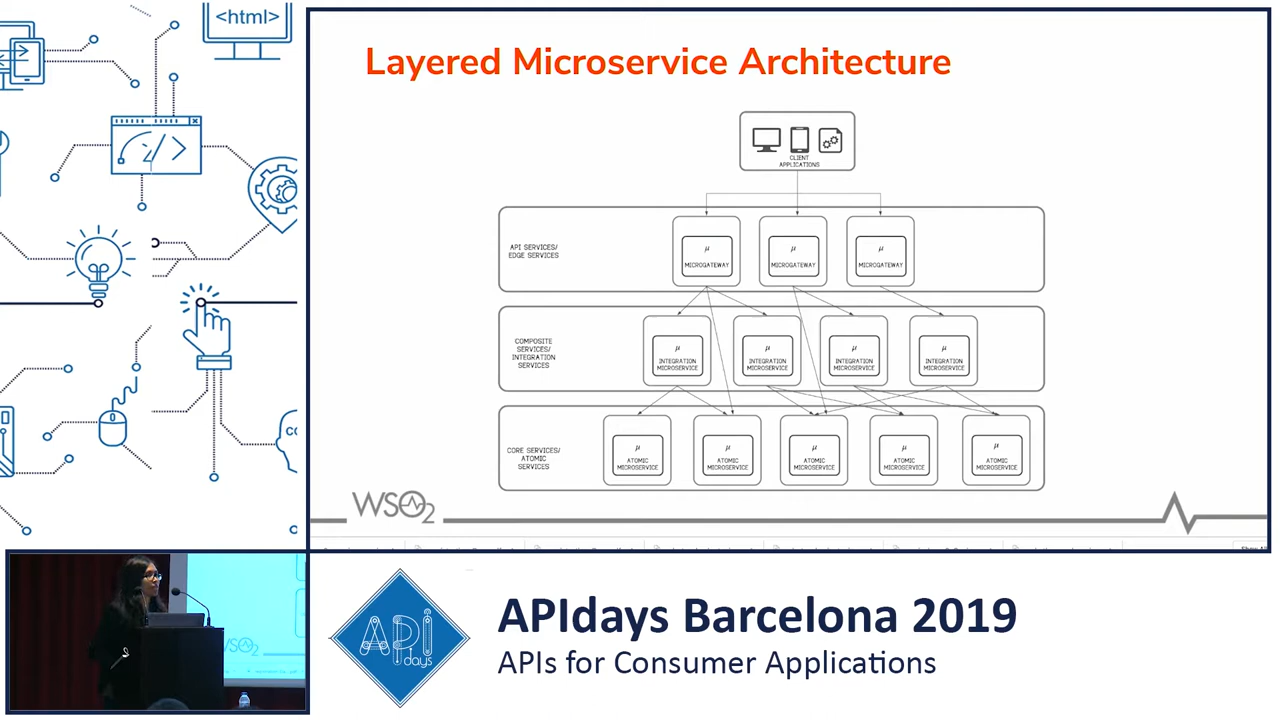 <html>
Layered Microservice Architecture
CLIENT
APPLICATIONS
API SERVICES/
EDGE SERVICES
μ
MICROGATEWAY
μ
MICROGATEWAY
μ
MICROGATEWAY
COMPOSITE
SERVICES/
INTEGRATION
SERVICES
μ
INTEGRATION
MICROSERVICE
μ
INTEGRATION
MICROSERVICE
μ
INTEGRATION
MICROSERVICE
μ
INTEGRATION
MICROSERVICE
CORE SERVICES/
ATOMIC
SERVICES
μ
ATOMIC
MICROSERVICE
μ
ATOMIC
MICROSERVICE
μ
ATOMIC
MICROSERVICE
μ
ATOMIC
MICROSERVICE
μ
ATOMIC
MICROSERVICE
WSO2
API
days
APIdays Barcelona 2019
APIs for Consumer Applications